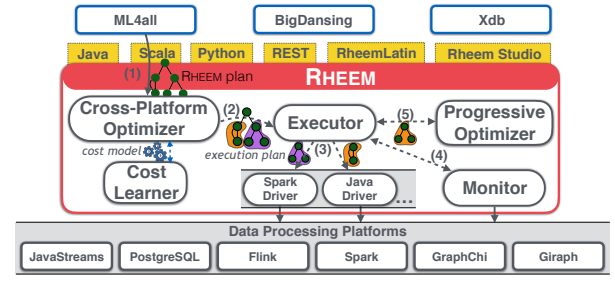 ML4all
BigDansing
Xdb
Java
Scala
Python
REST
RheemLatin
Rheem Studio
(1)
RHEEM plan
RHEEM
Cross-Platform
Optimizer
(2)
Executor
(5)
Progressive
Optimizer
cost model
execution plan
(3)
(4)
Cost
Learner
Spark
Driver
Java
Driver
...
Monitor
Data Processing Platforms
JavaStreams
PostgreSQL
Flink
Spark
GraphChi
Giraph